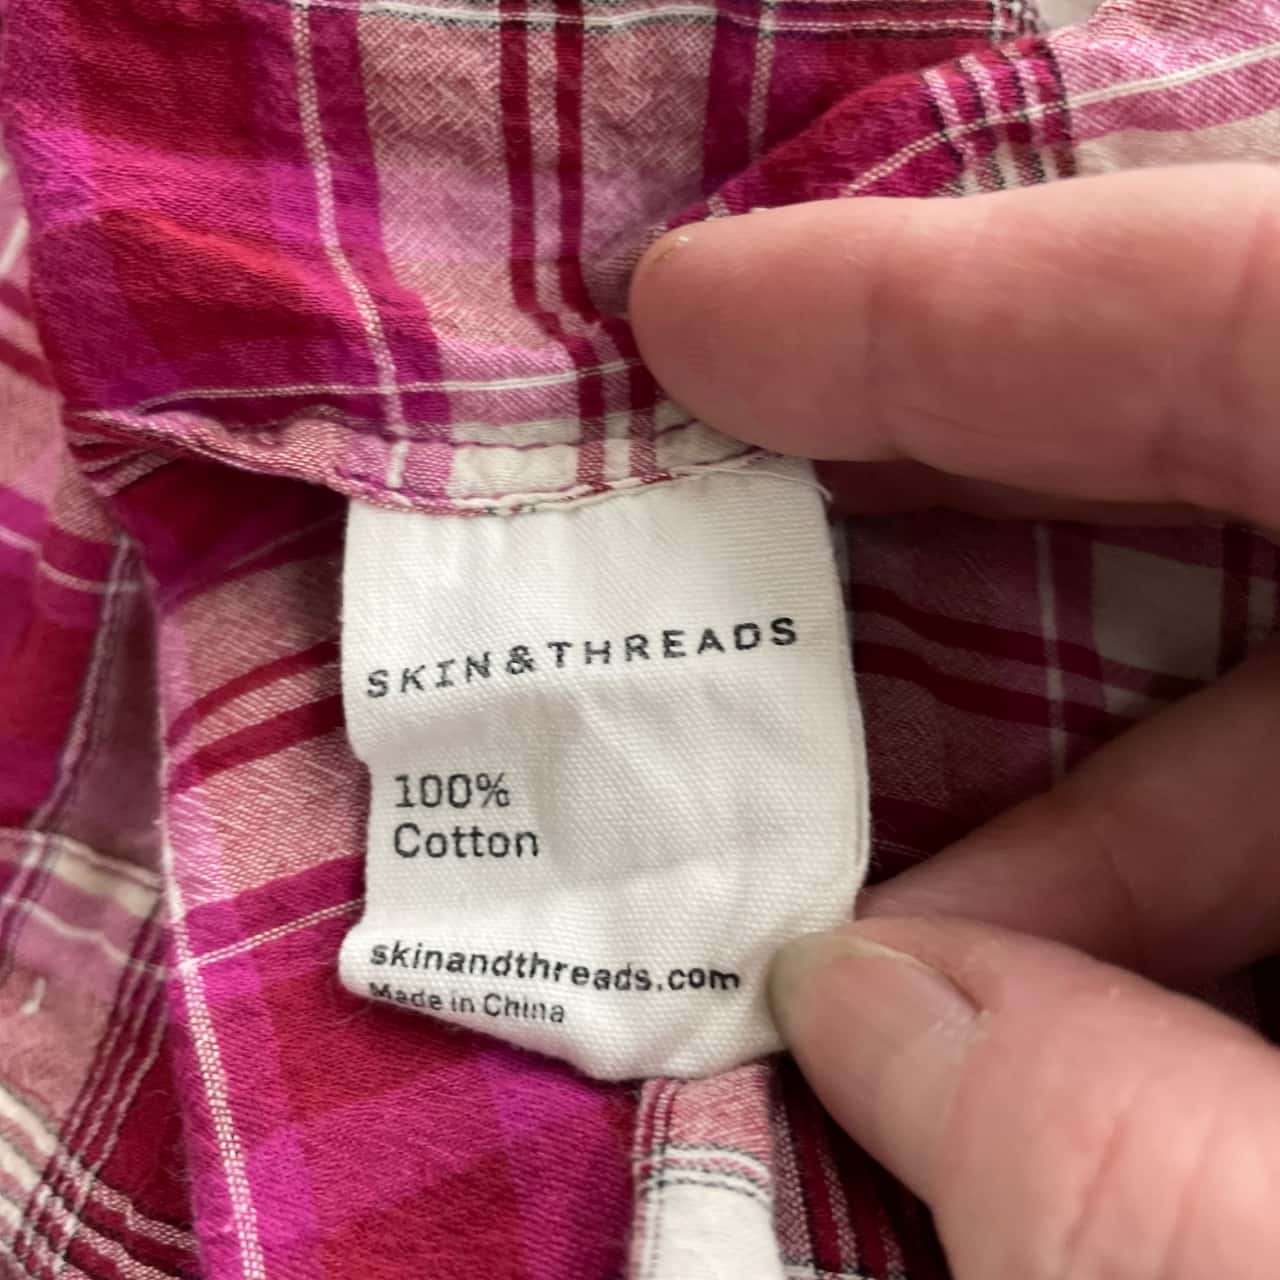 SKIN & THREADS
100%
Cotton
skinandthreads.com
Made in China